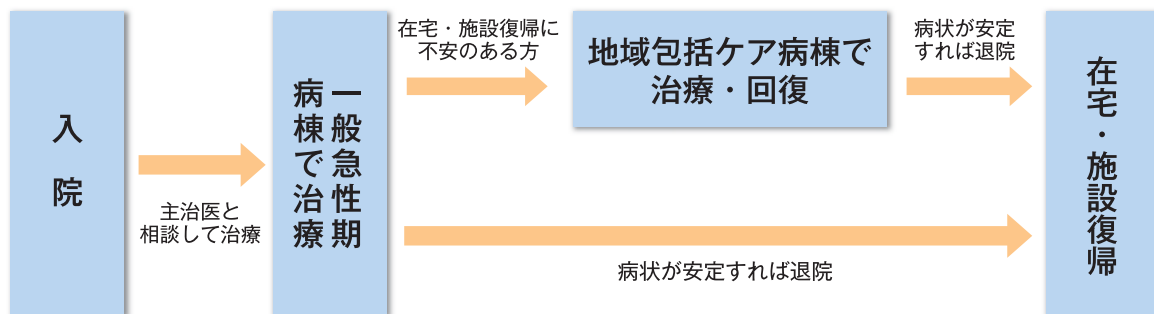 入院
主治医と
相談して治療
一般急性期
病棟で治療
在宅・施設復帰に
不安のある方
地域包括ケア病棟で
治療・回復
病状が安定
すれば退院
病状が安定すれば退院
在宅・施設復帰